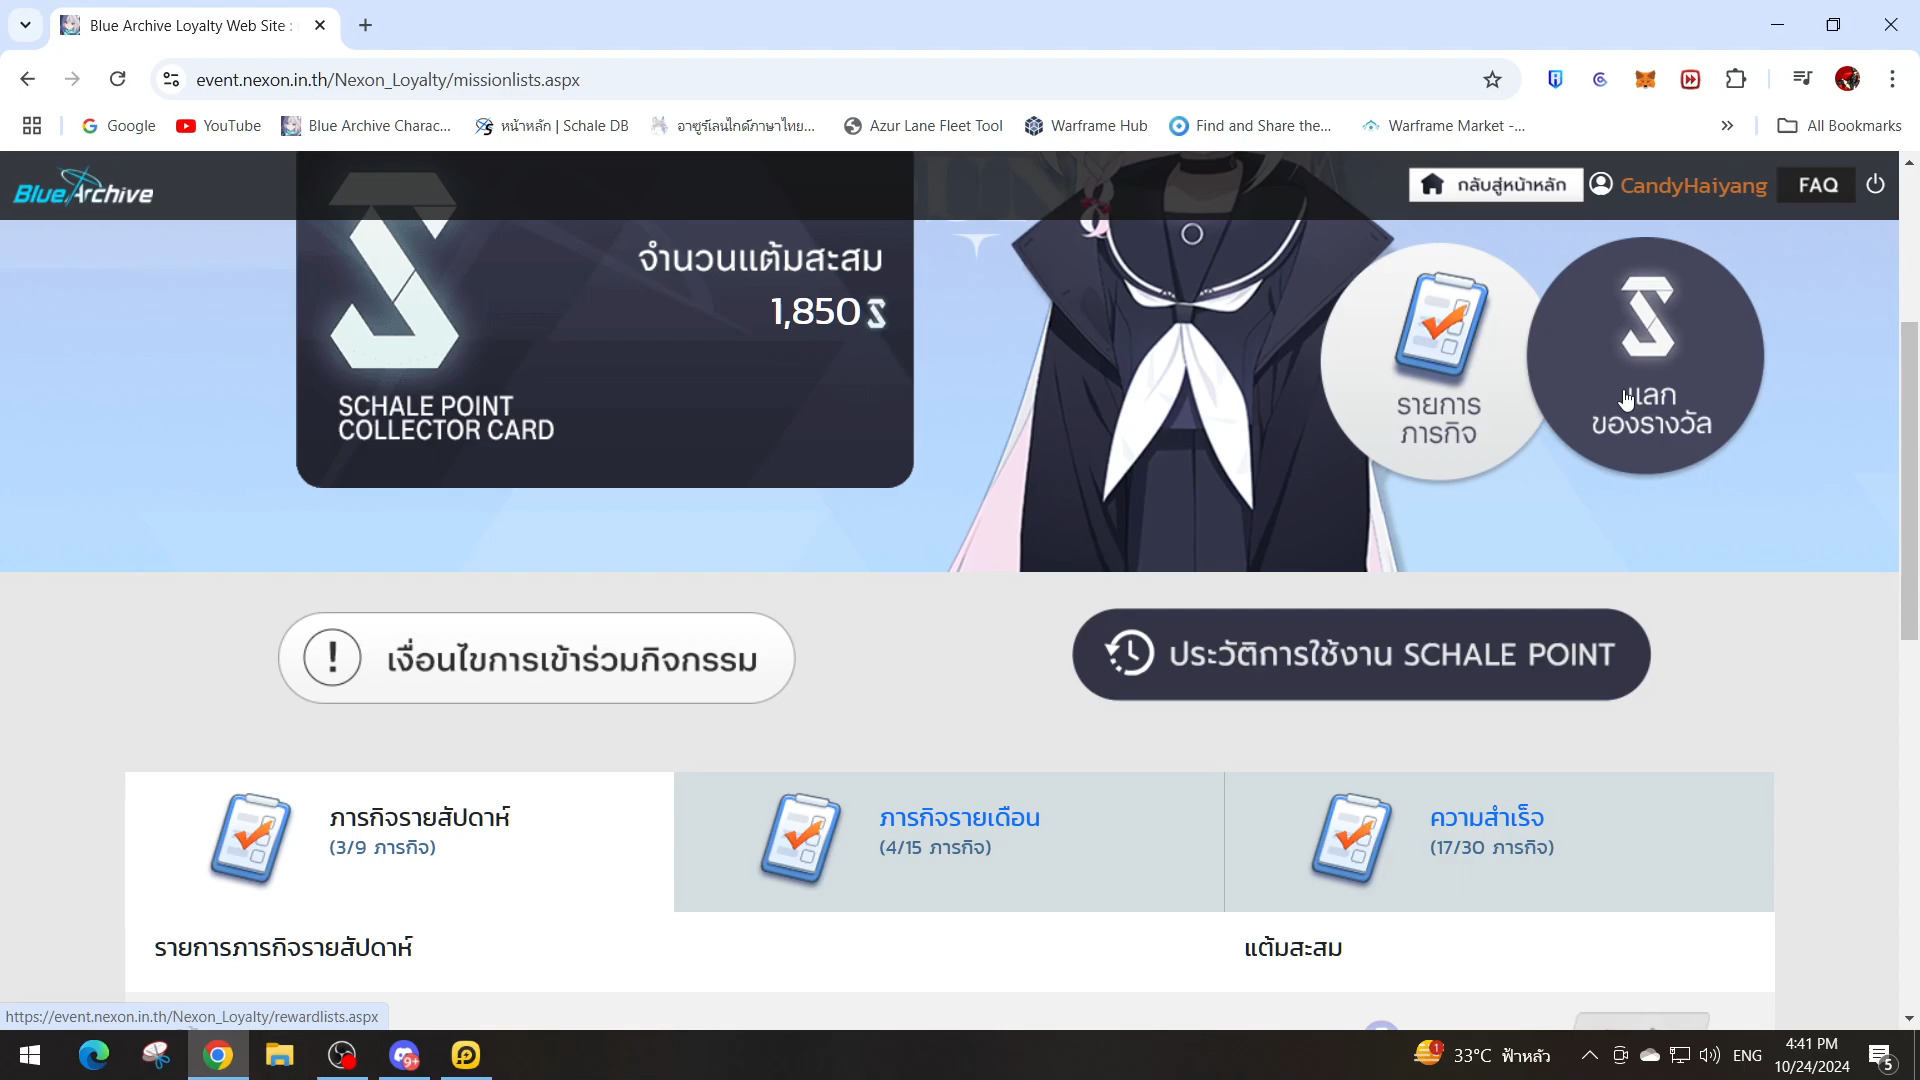 Blue Archive Loyalty Web Site :
event.nexon.in.th/Nexon_Loyalty/missionlists.aspx
Google
YouTube
Blue Archive Charac...
หน้าหลัก | Schale DB
อาซูร์เลนไกด์ภาษาไทย...
Azur Lane Fleet Tool
Warframe Hub
Find and Share the...
Warframe Market -...
All Bookmarks
Blue Archive
กลับสู่หน้าหลัก
CandyHaiyang
FAQ
จำนวนแต้มสะสม
1,850
SCHALE POINT
COLLECTOR CARD
รายการ
ภารกิจ
แลก
ของรางวัล
! เงื่อนไขการเข้าร่วมกิจกรรม
ประวัติการใช้งาน SCHALE POINT
ภารกิจรายสัปดาห์
(3/9 ภารกิจ)
ภารกิจรายเดือน
(4/15 ภารกิจ)
ความสำเร็จ
(17/30 ภารกิจ)
รายการภารกิจรายสัปดาห์
แต้มสะสม
https://event.nexon.in.th/Nexon_Loyalty/rewardlists.aspx
9+
1
33°C ฟ้าหลัว
ENG
4:41 PM
10/24/2024
5